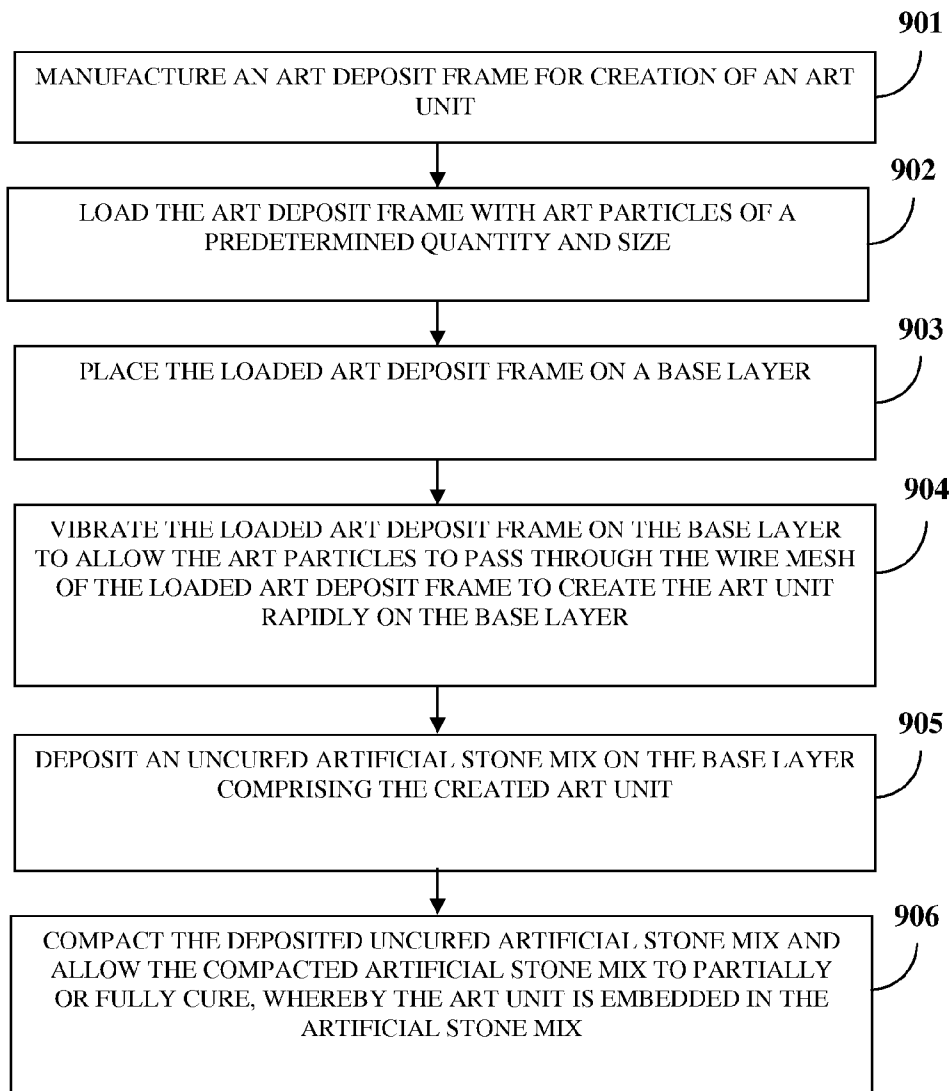 901
MANUFACTURE AN ART DEPOSIT FRAME FOR CREATION OF AN ART
UNIT
902
LOAD THE ART DEPOSIT FRAME WITH ART PARTICLES OF A
PREDETERMINED QUANTITY AND SIZE
903
PLACE THE LOADED ART DEPOSIT FRAME ON A BASE LAYER
904
VIBRATE THE LOADED ART DEPOSIT FRAME ON THE BASE LAYER
TO ALLOW THE ART PARTICLES TO PASS THROUGH THE WIRE MESH
OF THE LOADED ART DEPOSIT FRAME TO CREATE THE ART UNIT
RAPIDLY ON THE BASE LAYER
905
DEPOSIT AN UNCURED ARTIFICIAL STONE MIX ON THE BASE LAYER
COMPRISING THE CREATED ART UNIT
906
COMPACT THE DEPOSITED UNCURED ARTIFICIAL STONE MIX AND
ALLOW THE COMPACTED ARTIFICIAL STONE MIX TO PARTIALLY
OR FULLY CURE, WHEREBY THE ART UNIT IS EMBEDDED IN THE
ARTIFICIAL STONE MIX